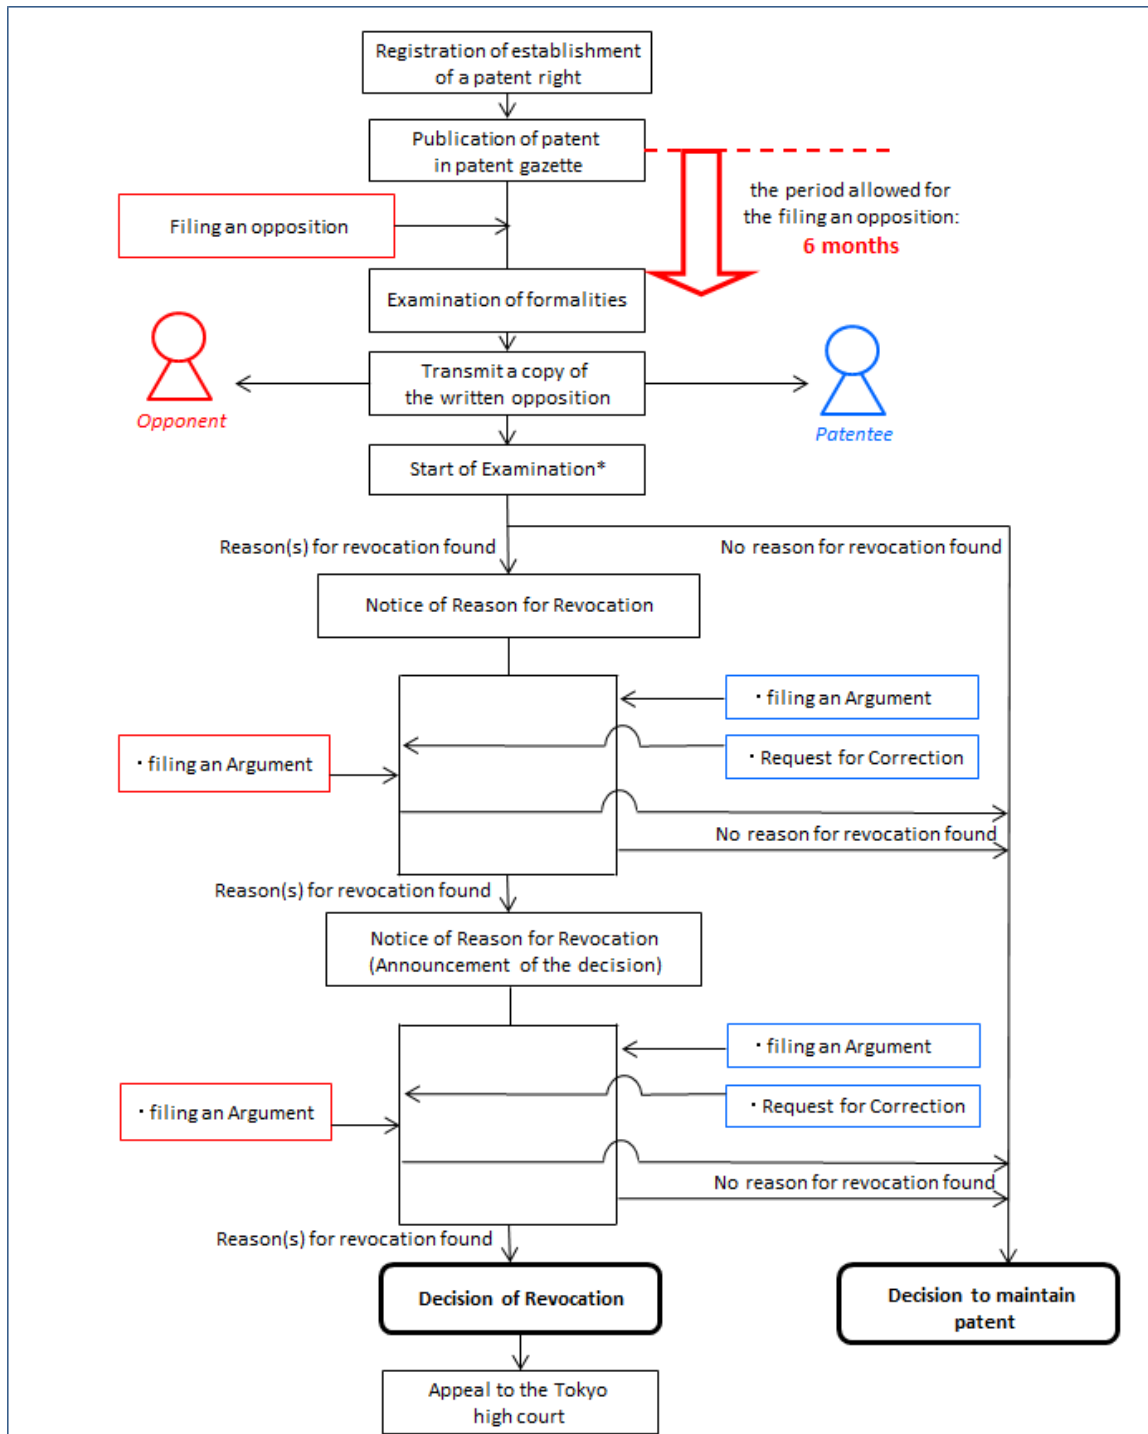 Registration of establishment
of a patent right
Publication of patent
in patent gazette
the period allowed for
the filing an opposition:
6 months
Filing an opposition
Examination of formalities
Transmit a copy of
the written opposition
Opponent
Patentee
Start of Examination*
Reason(s) for revocation found
No reason for revocation found
Notice of Reason for Revocation
・filing an Argument
・Request for Correction
・filing an Argument
No reason for revocation found
Reason(s) for revocation found
Notice of Reason for Revocation
(Announcement of the decision)
・filing an Argument
・Request for Correction
・filing an Argument
No reason for revocation found
Reason(s) for revocation found
Decision of Revocation
Decision to maintain
patent
Appeal to the Tokyo
high court